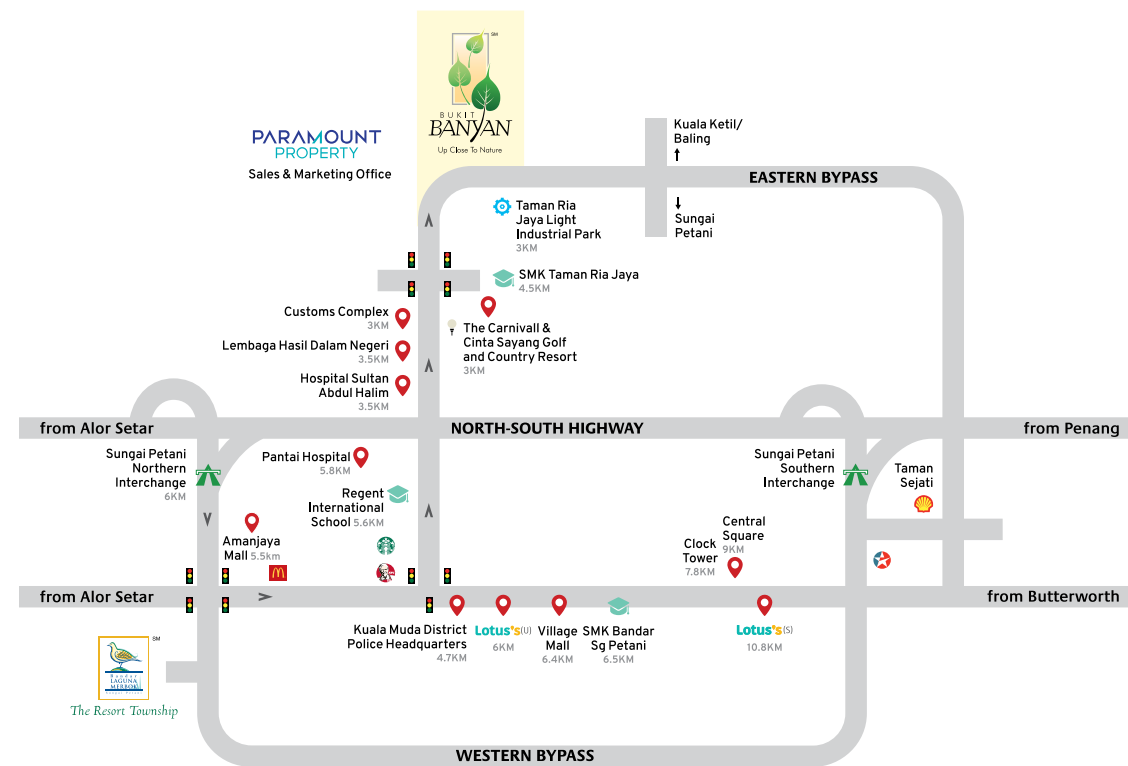 SM
BUKIT
BANYAN
Up Close To Nature
PARAMOUNT
PROPERTY
Sales & Marketing Office
Kuala Ketil/
Baling
EASTERN BYPASS
Sungai
Petani
Taman Ria
Jaya Light
Industrial Park
3KM
SMK Taman Ria Jaya
4.5KM
Customs Complex
3KM
Lembaga Hasil Dalam Negeri
3.5KM
Hospital Sultan
Abdul Halim
3.5KM
The Carnivall &
Cinta Sayang Golf
and Country Resort
3KM
from Alor Setar
NORTH-SOUTH HIGHWAY
from Penang
Sungai Petani
Northern
Interchange
6KM
Pantai Hospital
5.8KM
Regent
International
School 5.6KM
Amanjaya
Mall 5.5km
Sungai Petani
Southern
Interchange
Taman
Sejati
Central
Square
9KM
Clock
Tower
7.8KM
from Alor Setar
from Butterworth
Kuala Muda District
Police Headquarters
4.7KM
Lotus's(U)
6KM
Village
Mall
6.4KM
SMK Bandar
Sg Petani
6.5KM
Lotus's(S)
10.8KM
SM
Bandar
LAGUNA
MERBOK
The Resort Township
WESTERN BYPASS